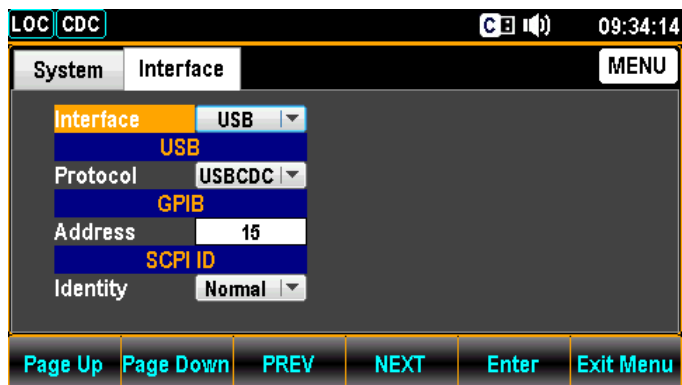 LOC CDC C 09:34:14
System Interface MENU
Interface USB
USB
Protocol USBCDC
GPIB
Address 15
SCPI ID
Identity Normal
Page Up Page Down PREV NEXT Enter Exit Menu